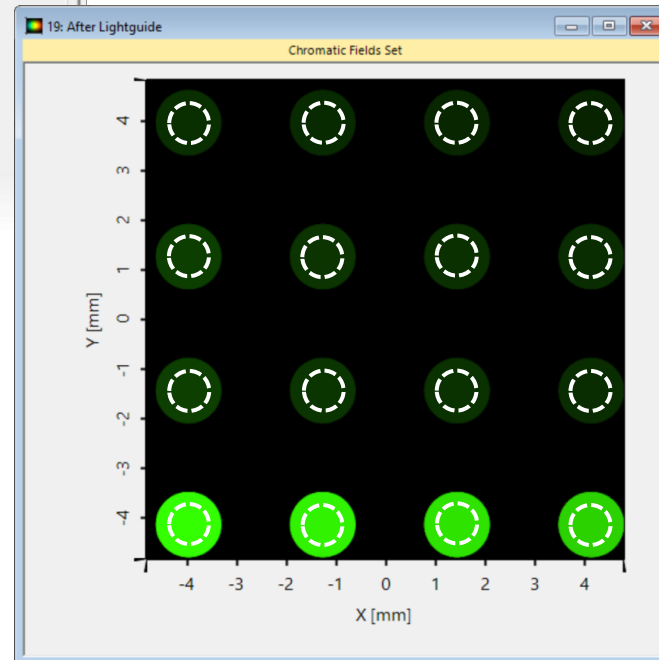 19: After Lightguide
Chromatic Fields Set
4
3
2
1
0
-1
-2
-3
-4
Y [mm]
-4 -3 -2 -1 0 1 2 3 4
X [mm]